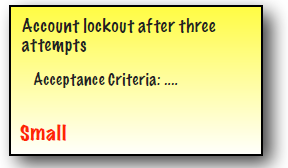 Account lockout after three
attempts
Acceptance Criteria: ....
Small